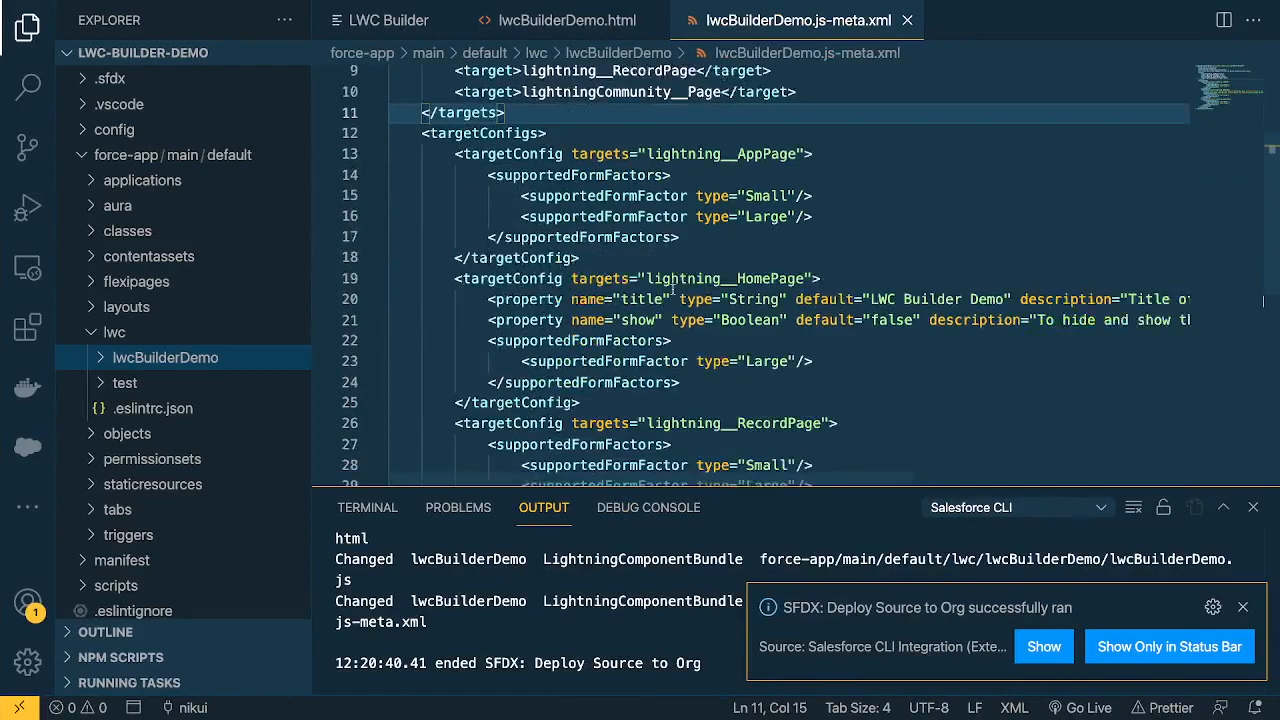 EXPLORER
LWC Builder
lwcBuilderDemo.html
lwcBuilderDemo.js-meta.xml
LWC-BUILDER-DEMO
force-app > main > default > lwc > lwcBuilderDemo > lwcBuilderDemo.js-meta.xml
.sfdx
.vscode
config
force-app / main / default
applications
aura
classes
contentassets
flexipages
layouts
lwc
lwcBuilderDemo
test
{} .eslintrc.json
objects
permissionsets
staticresources
tabs
triggers
manifest
scripts
.eslintignore
OUTLINE
NPM SCRIPTS
RUNNING TASKS
1
9 <target>lightning__RecordPage</target>
10 <target>lightningCommunity__Page</target>
11 </targets>
12 <targetConfigs>
13 <targetConfig targets="lightning__AppPage">
14 <supportedFormFactors>
15 <supportedFormFactor type="Small"/>
16 <supportedFormFactor type="Large"/>
17 </supportedFormFactors>
18 </targetConfig>
19 <targetConfig targets="lightning__HomePage">
20 <property name="title" type="String" default="LWC Builder Demo" description="Title of
21 <property name="show" type="Boolean" default="false" description="To hide and show th
22 <supportedFormFactors>
23 <supportedFormFactor type="Large"/>
24 </supportedFormFactors>
25 </targetConfig>
26 <targetConfig targets="lightning__RecordPage">
27 <supportedFormFactors>
28 <supportedFormFactor type="Small"/>
29 <supportedFormFactor type="Large"/>
TERMINAL PROBLEMS OUTPUT DEBUG CONSOLE
Salesforce CLI
html
Changed lwcBuilderDemo LightningComponentBundle force-app/main/default/lwc/lwcBuilderDemo/lwcBuilderDemo.
js
Changed lwcBuilderDemo LightningComponentBundle
js-meta.xml
12:20:40.41 ended SFDX: Deploy Source to Org
SFDX: Deploy Source to Org successfully ran
Source: Salesforce CLI Integration (Exte...
Show
Show Only in Status Bar
0 0 nikui Ln 11, Col 15 Tab Size: 4 UTF-8 LF XML Go Live Prettier